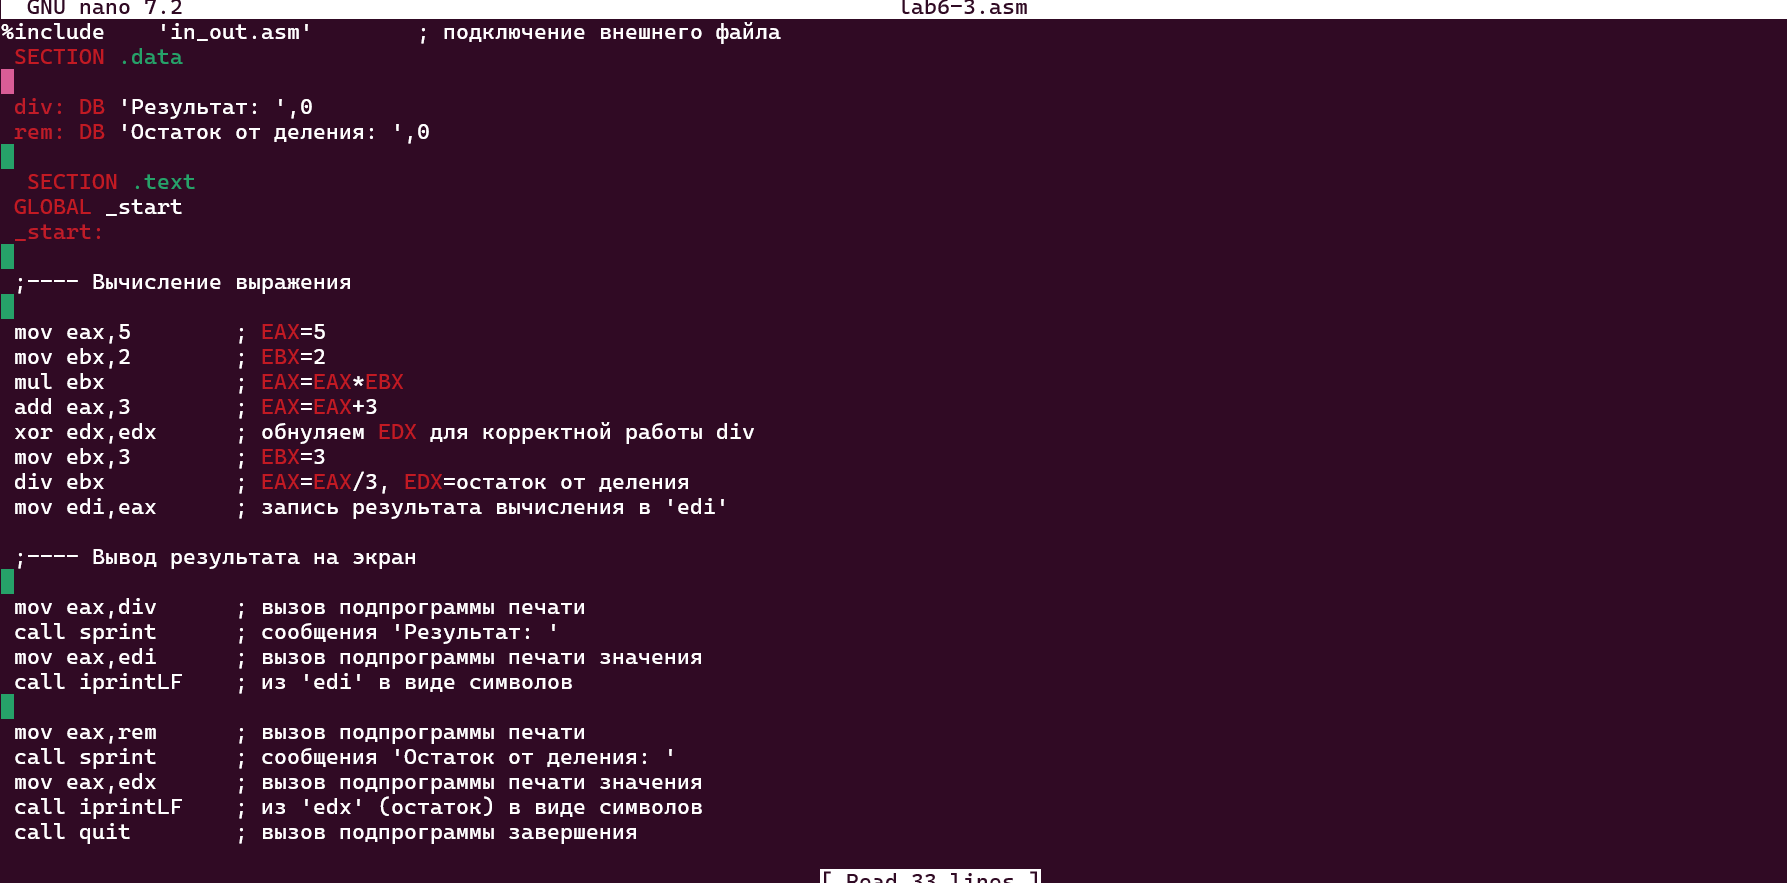 GNU nano 7.2 lab6-3.asm
%include    'in_out.asm'        ; подключение внешнего файла
 SECTION .data
 div: DB 'Результат: ',0
 rem: DB 'Остаток от деления: ',0
  SECTION .text
 GLOBAL _start
 _start:
 ;---- Вычисление выражения
 mov eax,5        ; EAX=5
 mov ebx,2        ; EBX=2
 mul ebx          ; EAX=EAX*EBX
 add eax,3        ; EAX=EAX+3
 xor edx,edx      ; обнуляем EDX для корректной работы div
 mov ebx,3        ; EBX=3
 div ebx          ; EAX=EAX/3, EDX=остаток от деления
 mov edi,eax      ; запись результата вычисления в 'edi'
 ;---- Вывод результата на экран
 mov eax,div      ; вызов подпрограммы печати
 call sprint      ; сообщения 'Результат: '
 mov eax,edi      ; вызов подпрограммы печати значения
 call iprintLF    ; из 'edi' в виде символов
 mov eax,rem      ; вызов подпрограммы печати
 call sprint      ; сообщения 'Остаток от деления: '
 mov eax,edx      ; вызов подпрограммы печати значения
 call iprintLF    ; из 'edx' (остаток) в виде символов
 call quit        ; вызов подпрограммы завершения
[ Read 33 lines ]